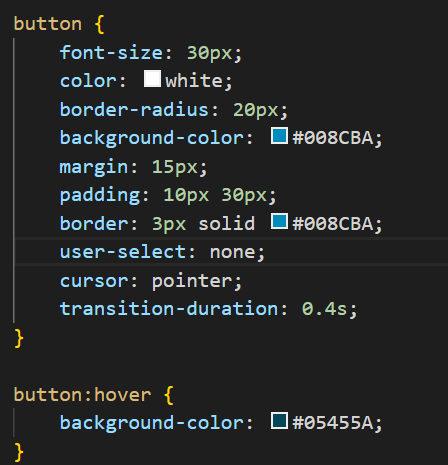 button {
    font-size: 30px;
    color: white;
    border-radius: 20px;
    background-color: #008CBA;
    margin: 15px;
    padding: 10px 30px;
    border: 3px solid #008CBA;
    user-select: none;
    cursor: pointer;
    transition-duration: 0.4s;
}

button:hover {
    background-color: #05455A;
}